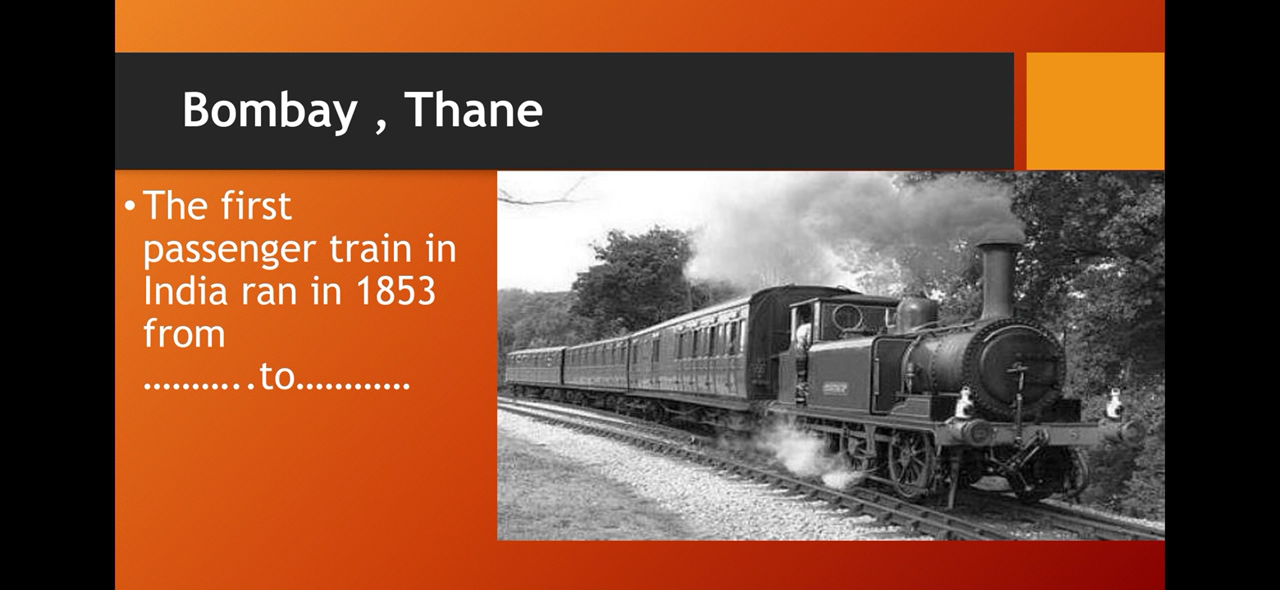 Bombay , Thane
• The first
passenger train in
India ran in 1853
from
………..to…………